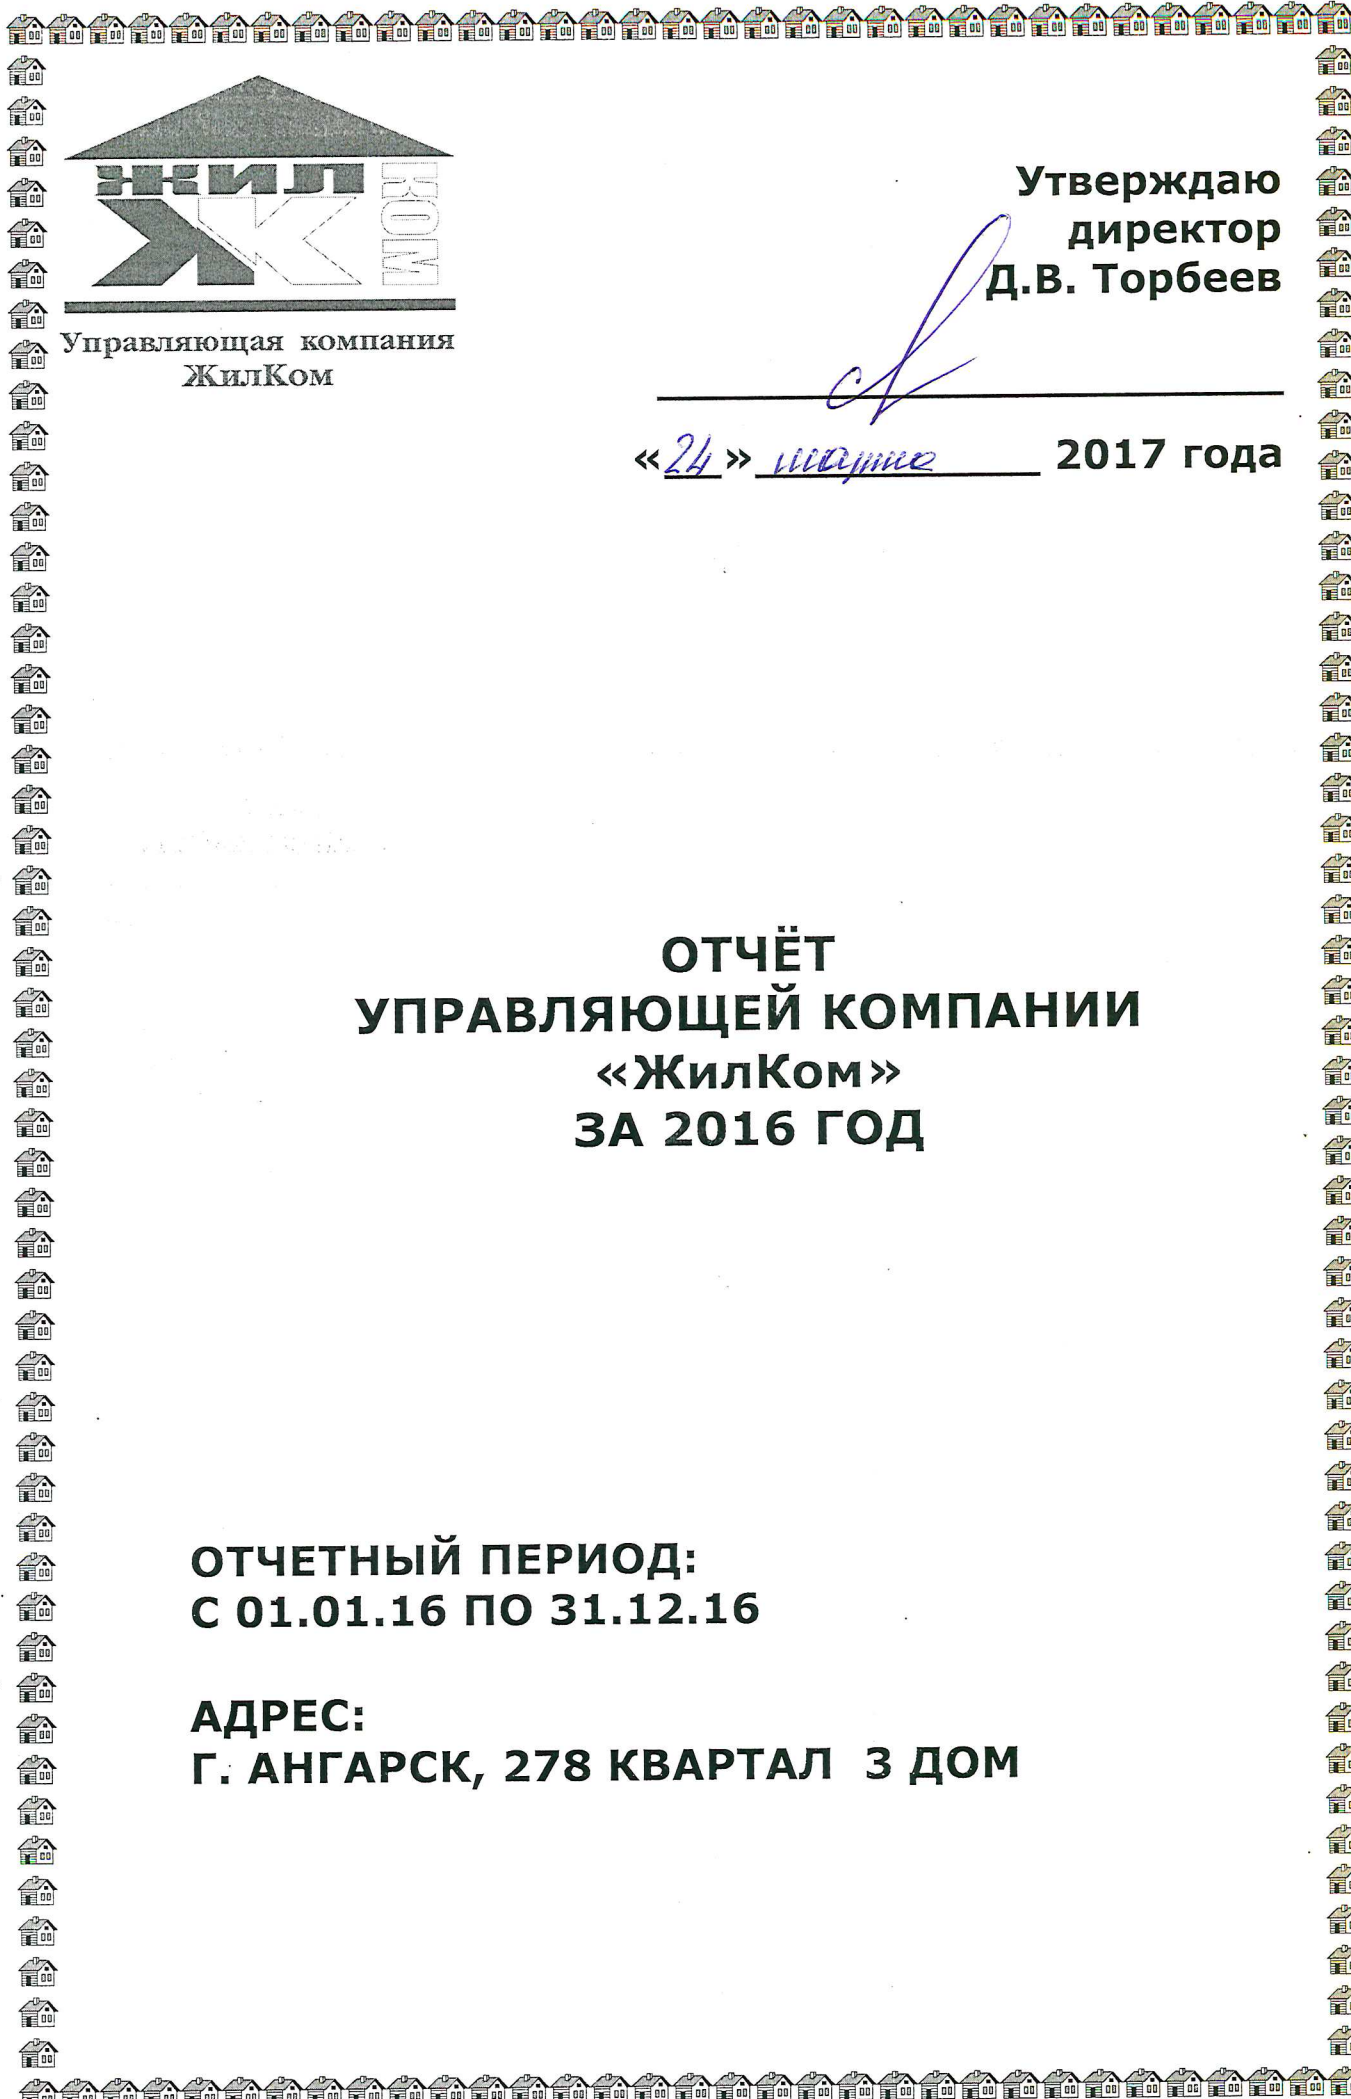 ЖИЛ
КОМ
Управляющая компания
ЖилКом
Утверждаю
директор
Д.В. Торбеев
«24» марта 2017 года
ОТЧЁТ
УПРАВЛЯЮЩЕЙ КОМПАНИИ
«ЖилКом»
ЗА 2016 ГОД
ОТЧЕТНЫЙ ПЕРИОД:
С 01.01.16 ПО 31.12.16
АДРЕС:
Г. АНГАРСК, 278 КВАРТАЛ 3 ДОМ